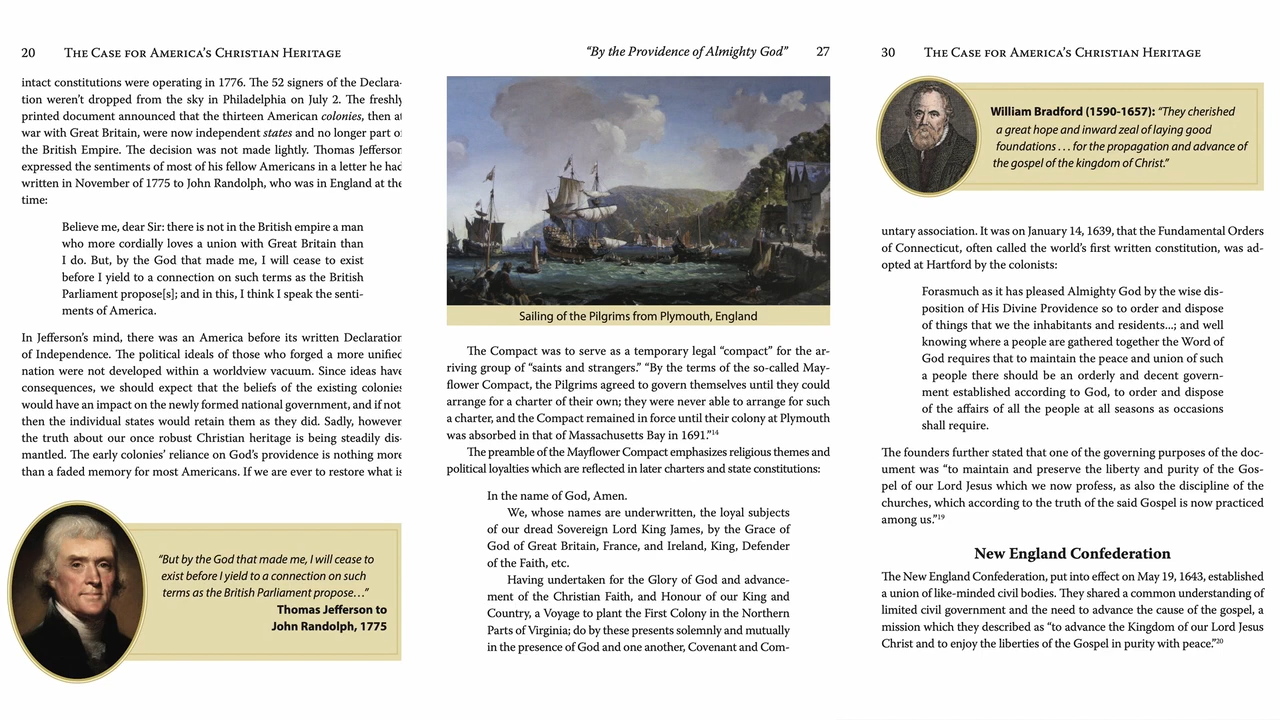 20 THE CASE FOR AMERICA'S CHRISTIAN HERITAGE
intact constitutions were operating in 1776. The 52 signers of the Declara-
tion weren't dropped from the sky in Philadelphia on July 2. The freshly
printed document announced that the thirteen American colonies, then at
war with Great Britain, were now independent states and no longer part of
the British Empire. The decision was not made lightly. Thomas Jefferson
expressed the sentiments of most of his fellow Americans in a letter he had
written in November of 1775 to John Randolph, who was in England at the
time:
Believe me, dear Sir: there is not in the British empire a man
who more cordially loves a union with Great Britain than
I do. But, by the God that made me, I will cease to exist
before I yield to a connection on such terms as the British
Parliament propose[s]; and in this, I think I speak the senti-
ments of America.
In Jefferson's mind, there was an America before its written Declaration
of Independence. The political ideals of those who forged a more unified
nation were not developed within a worldview vacuum. Since ideas have
consequences, we should expect that the beliefs of the existing colonies
would have an impact on the newly formed national government, and if not
then the individual states would retain them as they did. Sadly, however
the truth about our once robust Christian heritage is being steadily dis-
mantled. The early colonies' reliance on God's providence is nothing more
than a faded memory for most Americans. If we are ever to restore what is
"But by the God that made me, I will cease to
exist before I yield to a connection on such
terms as the British Parliament propose…"
Thomas Jefferson to
John Randolph, 1775
"By the Providence of Almighty God" 27
Sailing of the Pilgrims from Plymouth, England
The Compact was to serve as a temporary legal "compact" for the ar-
riving group of "saints and strangers." "By the terms of the so-called May-
flower Compact, the Pilgrims agreed to govern themselves until they could
arrange for a charter of their own; they were never able to arrange for such
a charter, and the Compact remained in force until their colony at Plymouth
was absorbed in that of Massachusetts Bay in 1691."14
The preamble of the Mayflower Compact emphasizes religious themes and
political loyalties which are reflected in later charters and state constitutions:
In the name of God, Amen.
We, whose names are underwritten, the loyal subjects
of our dread Sovereign Lord King James, by the Grace of
God of Great Britain, France, and Ireland, King, Defender
of the Faith, etc.
Having undertaken for the Glory of God and advance-
ment of the Christian Faith, and Honour of our King and
Country, a Voyage to plant the First Colony in the Northern
Parts of Virginia; do by these presents solemnly and mutually
in the presence of God and one another, Covenant and Com-
30 THE CASE FOR AMERICA'S CHRISTIAN HERITAGE
William Bradford (1590-1657): "They cherished
a great hope and inward zeal of laying good
foundations . . . for the propagation and advance of
the gospel of the kingdom of Christ."
untary association. It was on January 14, 1639, that the Fundamental Orders
of Connecticut, often called the world's first written constitution, was ad-
opted at Hartford by the colonists:
Forasmuch as it has pleased Almighty God by the wise dis-
position of His Divine Providence so to order and dispose
of things that we the inhabitants and residents...; and well
knowing where a people are gathered together the Word of
God requires that to maintain the peace and union of such
a people there should be an orderly and decent govern-
ment established according to God, to order and dispose
of the affairs of all the people at all seasons as occasions
shall require.
The founders further stated that one of the governing purposes of the doc-
ument was "to maintain and preserve the liberty and purity of the Gos-
pel of our Lord Jesus which we now profess, as also the discipline of the
churches, which according to the truth of the said Gospel is now practiced
among us."19
New England Confederation
The New England Confederation, put into effect on May 19, 1643, established
a union of like-minded civil bodies. They shared a common understanding of
limited civil government and the need to advance the cause of the gospel, a
mission which they described as "to advance the Kingdom of our Lord Jesus
Christ and to enjoy the liberties of the Gospel in purity with peace."20